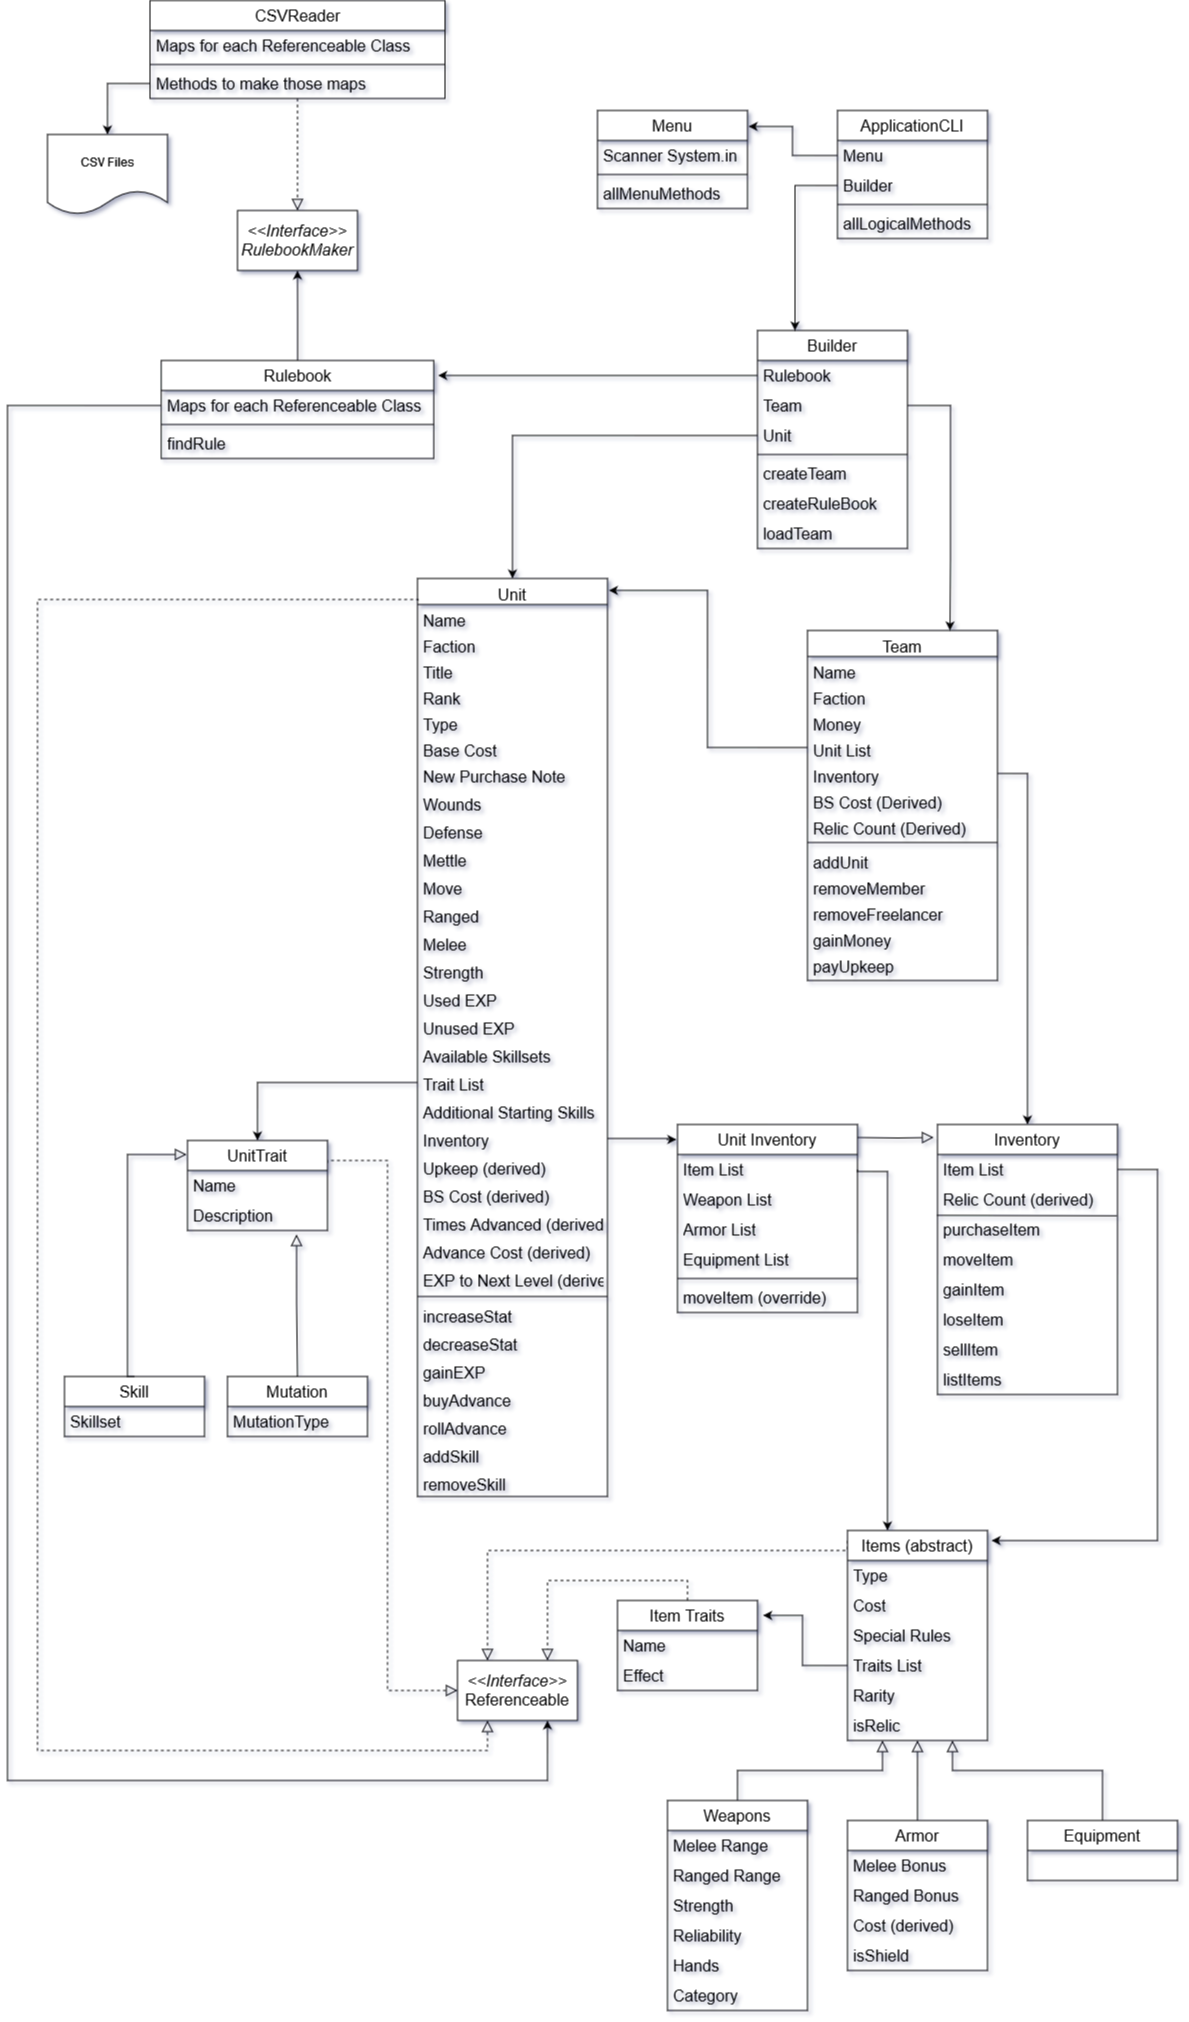 CSVReader
Maps for each Referenceable Class
Methods to make those maps
CSV Files
<<Interface>>
RulebookMaker
Menu
Scanner System.in
allMenuMethods
ApplicationCLI
Menu
Builder
allLogicalMethods
Rulebook
Maps for each Referenceable Class
findRule
Builder
Rulebook
Team
Unit
createTeam
createRuleBook
loadTeam
Unit
Name
Faction
Title
Rank
Type
Base Cost
New Purchase Note
Wounds
Defense
Mettle
Move
Ranged
Melee
Strength
Used EXP
Unused EXP
Available Skillsets
Trait List
Additional Starting Skills
Inventory
Upkeep (derived)
BS Cost (derived)
Times Advanced (derived
Advance Cost (derived)
EXP to Next Level (derive
increaseStat
decreaseStat
gainEXP
buyAdvance
rollAdvance
addSkill
removeSkill
Team
Name
Faction
Money
Unit List
Inventory
BS Cost (Derived)
Relic Count (Derived)
addUnit
removeMember
removeFreelancer
gainMoney
payUpkeep
UnitTrait
Name
Description
Skill
Skillset
Mutation
MutationType
Unit Inventory
Item List
Weapon List
Armor List
Equipment List
moveItem (override)
Inventory
Item List
Relic Count (derived)
purchaseItem
moveItem
gainItem
loseItem
sellItem
listItems
Items (abstract)
Type
Cost
Special Rules
Traits List
Rarity
isRelic
Item Traits
Name
Effect
<<Interface>>
Referenceable
Weapons
Melee Range
Ranged Range
Strength
Reliability
Hands
Category
Armor
Melee Bonus
Ranged Bonus
Cost (derived)
isShield
Equipment